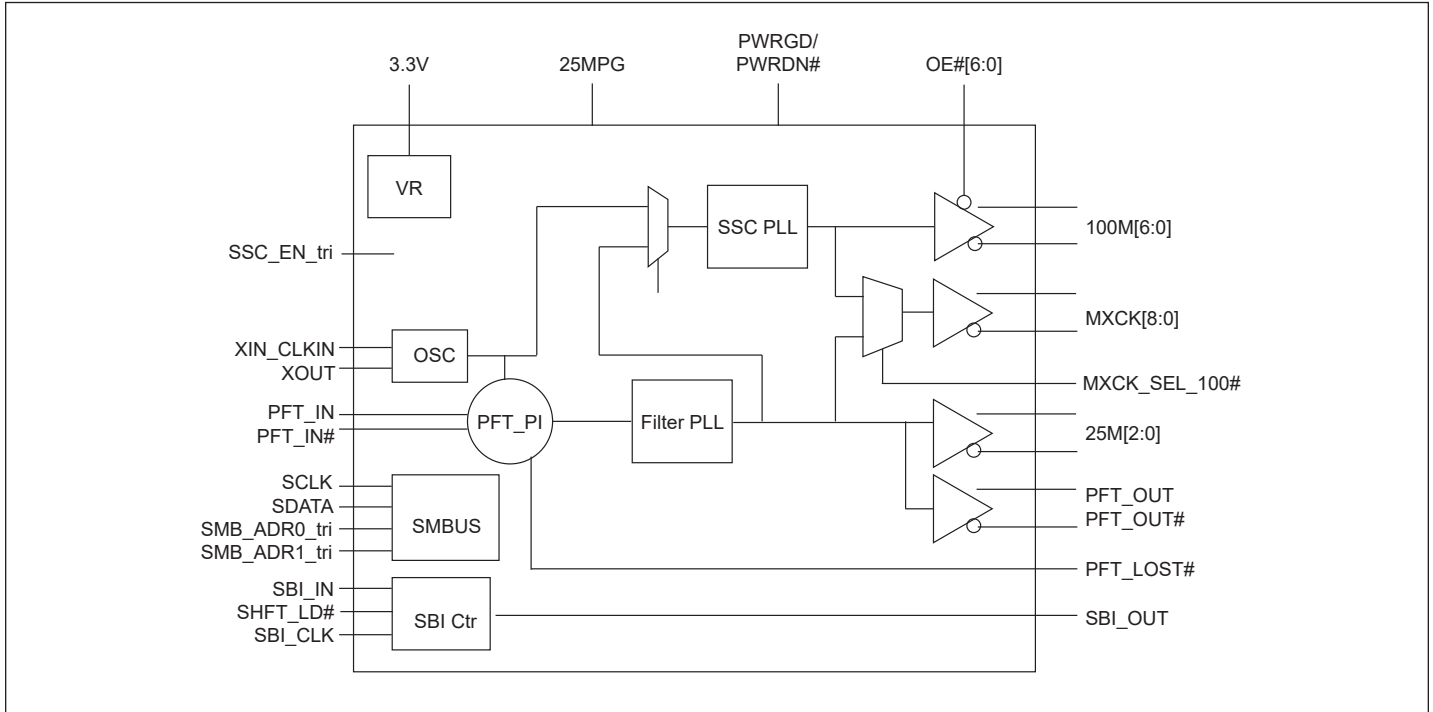 3.3V
25MPG
PWRGD/
PWRDN#
OE#[6:0]
VR
SSC PLL
100M[6:0]
SSC_EN_tri
MXCK[8:0]
XIN_CLKIN
XOUT
OSC
MXCK_SEL_100#
PFT_IN
PFT_IN#
PFT_PI
Filter PLL
25M[2:0]
SCLK
SDATA
SMB_ADR0_tri
SMB_ADR1_tri
SMBUS
PFT_OUT
PFT_OUT#
PFT_LOST#
SBI_IN
SHFT_LD#
SBI_CLK
SBI Ctr
SBI_OUT